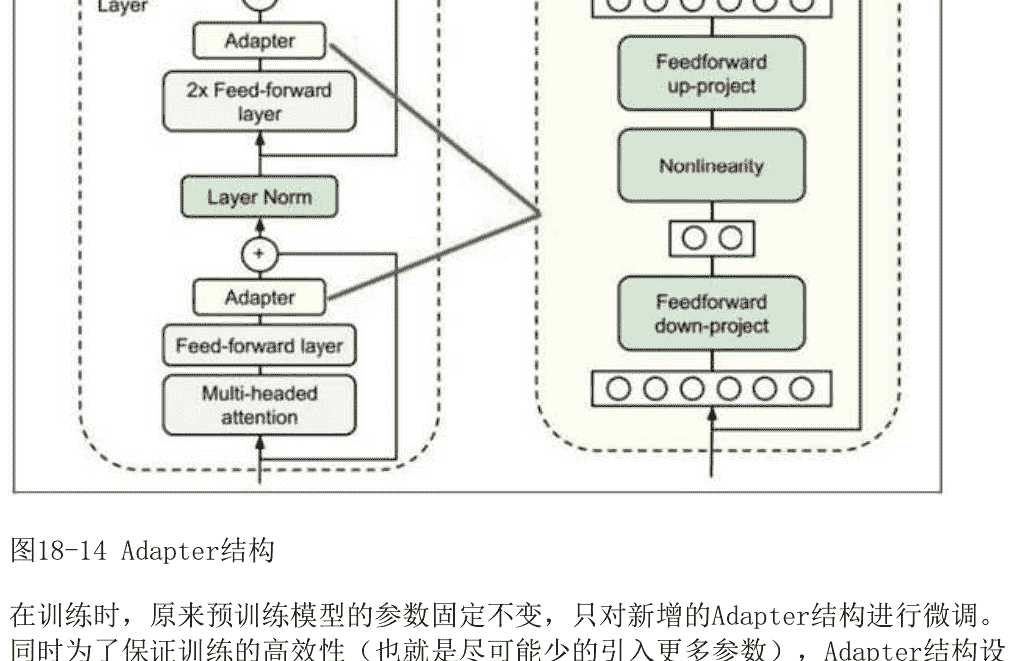 Layer
Adapter
2x Feed-forward
layer
Layer Norm
+
Adapter
Feed-forward layer
Multi-headed
attention
Feedforward
up-project
Nonlinearity
Feedforward
down-project
图18-14 Adapter结构
在训练时，原来预训练模型的参数固定不变，只对新增的Adapter结构进行微调。
同时为了保证训练的高效性（也就是尽可能少的引入更多参数），Adapter结构设